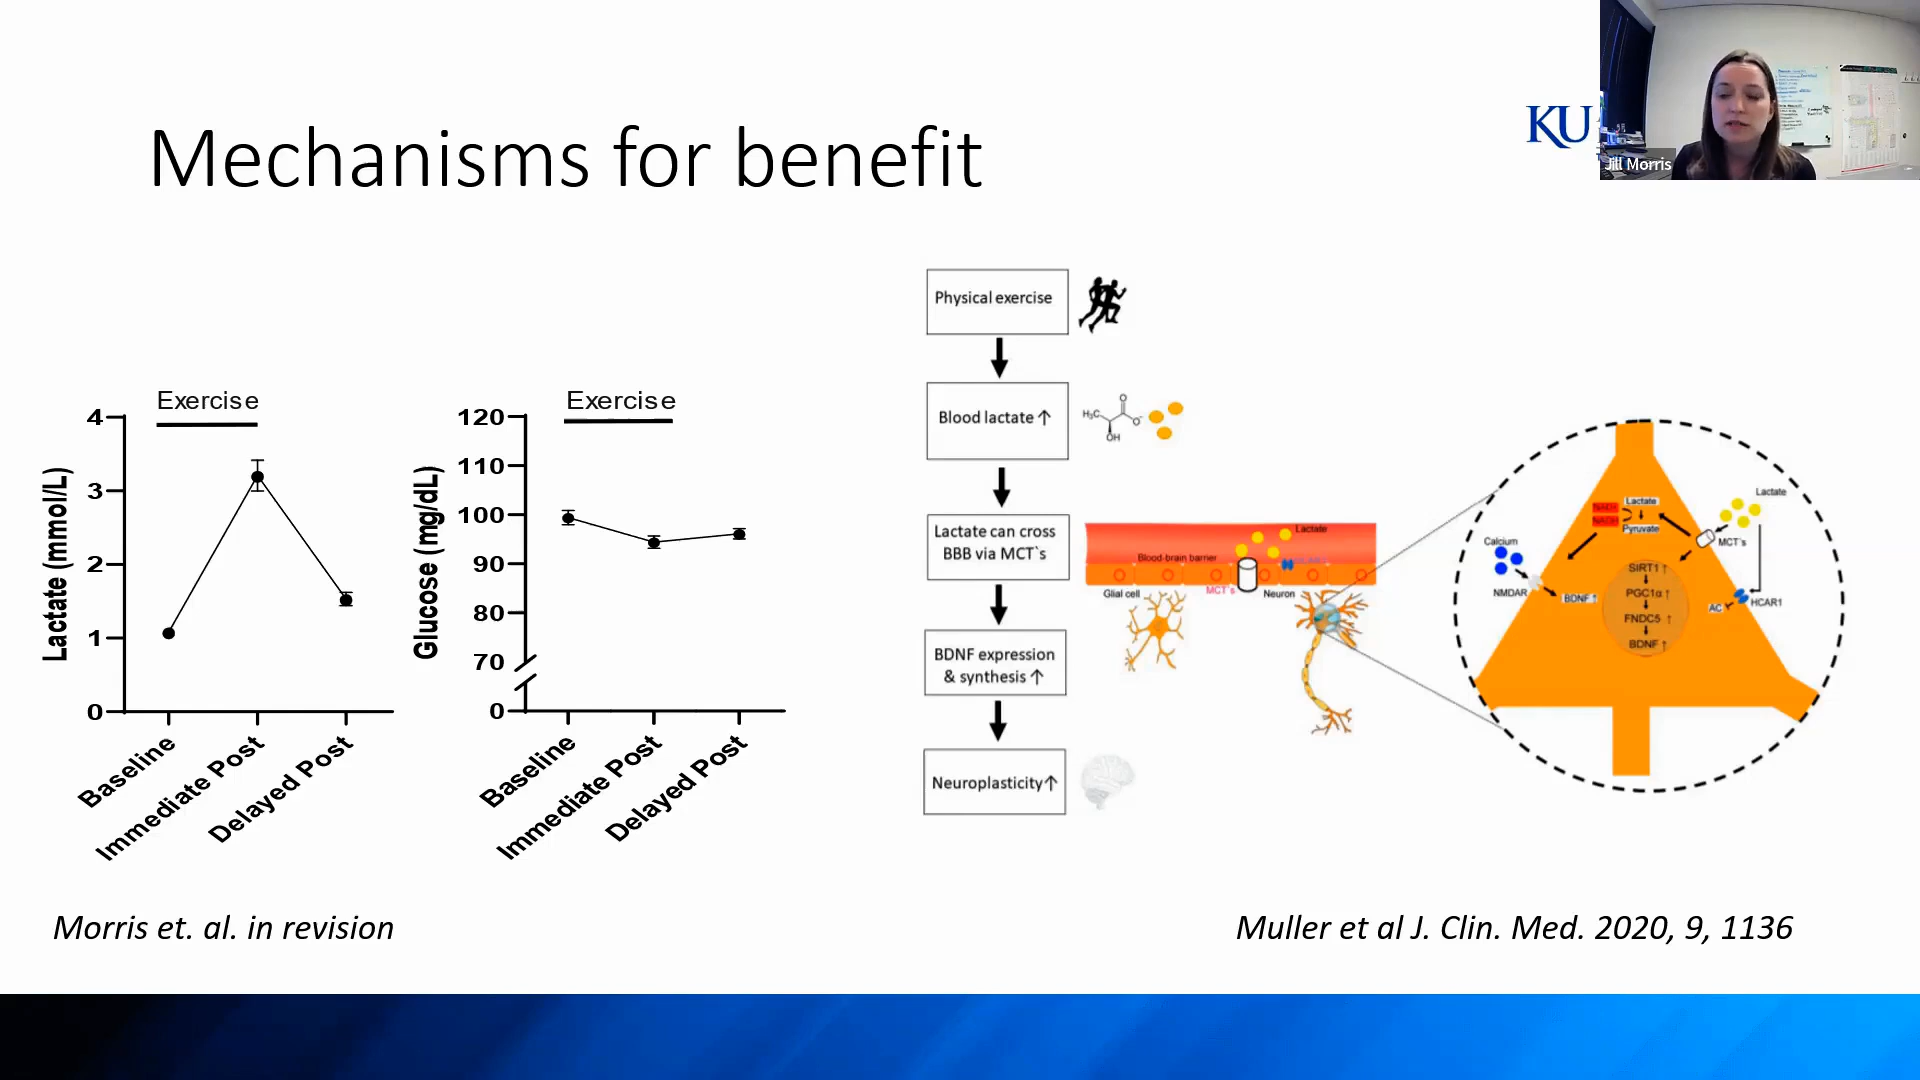 Mechanisms for benefit
KU
Jill Morris
Exercise
4
3
2
1
0
Lactate (mmol/L)
Baseline
Immediate Post
Delayed Post
Exercise
120
110
100
90
80
70
0
Glucose (mg/dL)
Baseline
Immediate Post
Delayed Post
Physical exercise
Blood lactate ↑
H₃C
O
O⁻
OH
Lactate can cross
BBB via MCT`s
BDNF expression
& synthesis ↑
Neuroplasticity ↑
Lactate
Blood-brain barrier
Glial cell
MCT's
Neuron
Lactate
Lactate
Pyruvate
MCT's
Calcium
NMDAR
BDNF ↑
SIRT1 ↑
PGC1α ↑
FNDC5 ↑
BDNF ↑
AC
HCAR1
Morris et. al. in revision
Muller et al J. Clin. Med. 2020, 9, 1136